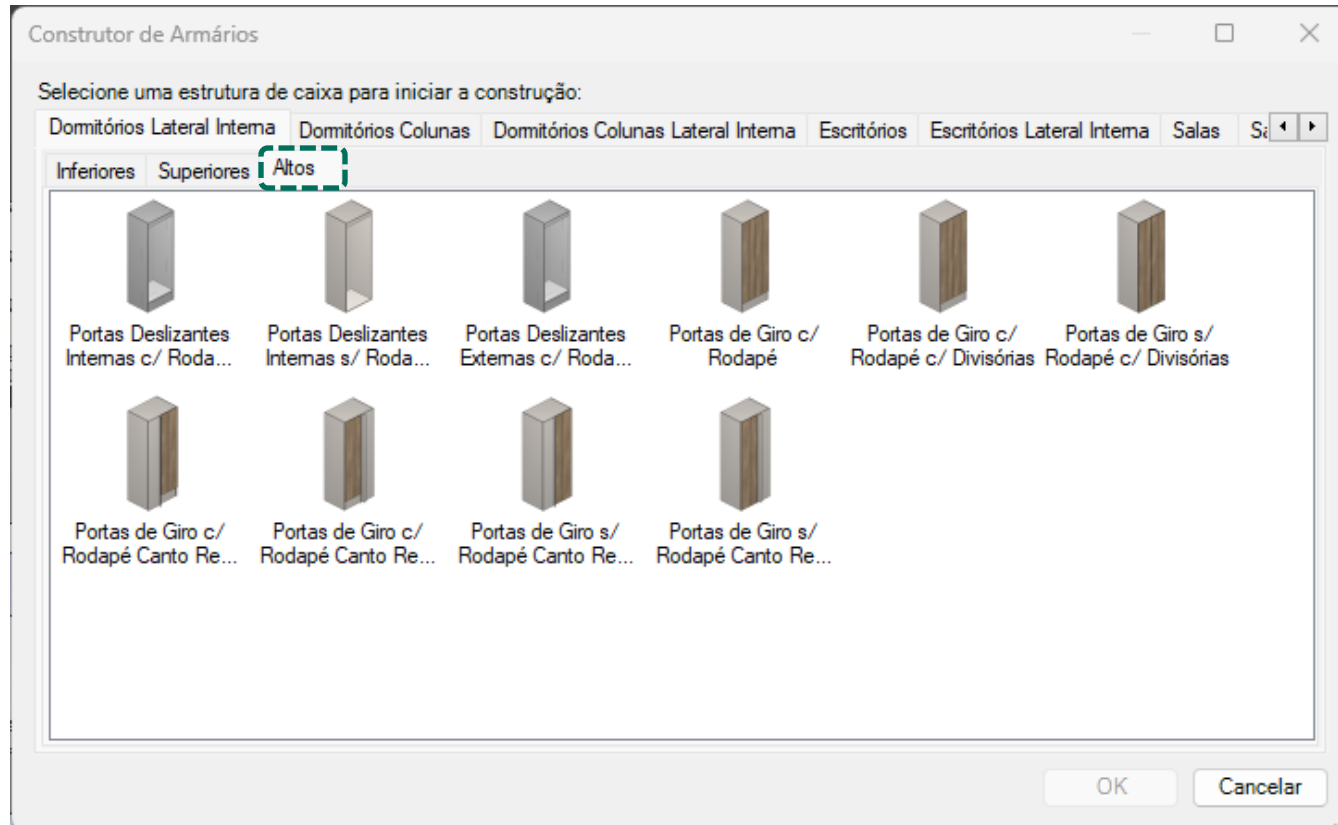 Construtor de Armários
Selecione uma estrutura de caixa para iniciar a construção:
Dormitórios Lateral Interna Dormitórios Colunas Dormitórios Colunas Lateral Interna Escritórios Escritórios Lateral Interna Salas
Inferiores Superiores Altos
Portas Deslizantes Portas Deslizantes Portas Deslizantes Portas de Giro c/ Portas de Giro c/ Portas de Giro s/
Internas c/ Roda... Internas s/ Roda... Externas c/ Roda... Rodapé Rodapé c/ Divisórias Rodapé c/ Divisórias
Portas de Giro c/ Portas de Giro c/ Portas de Giro s/ Portas de Giro s/
Rodapé Canto Re... Rodapé Canto Re... Rodapé Canto Re... Rodapé Canto Re...
OK Cancelar